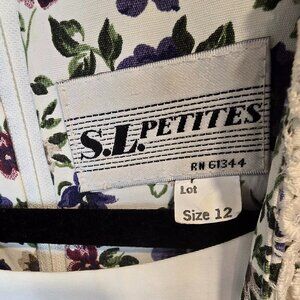 S.L. PETITES
RN 61344
Lot
Size 12